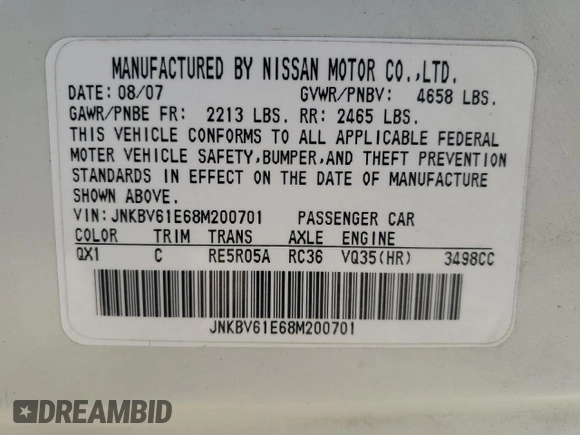 MANUFACTURED BY NISSAN MOTOR CO.,LTD.
DATE: 08/07 GVWR/PNBV: 4658 LBS.
GAWR/PNBE FR: 2213 LBS. RR: 2465 LBS.
THIS VEHICLE CONFORMS TO ALL APPLICABLE FEDERAL
MOTER VEHICLE SAFETY,BUMPER,AND THEFT PREVENTION
STANDARDS IN EFFECT ON THE DATE OF MANUFACTURE
SHOWN ABOVE.
VIN: JNKBV61E68M200701 PASSENGER CAR
COLOR TRIM TRANS AXLE ENGINE
QX1 C RE5R05A RC36 VQ35(HR) 3498CC
JNKBV61E68M200701
DREAMBID